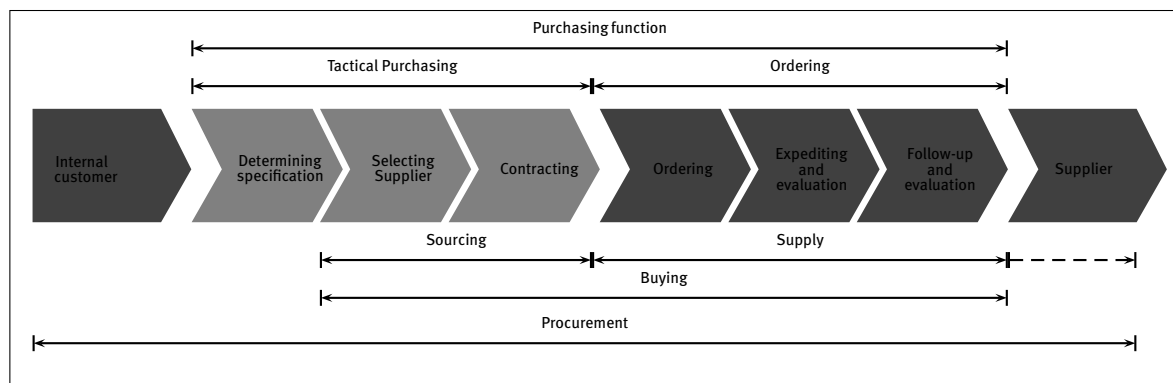 Purchasing function
Tactical Purchasing
Ordering
Internal
customer
Determining
specification
Selecting
Supplier
Contracting
Ordering
Expediting
and
evaluation
Follow-up
and
evaluation
Supplier
Sourcing
Supply
Buying
Procurement